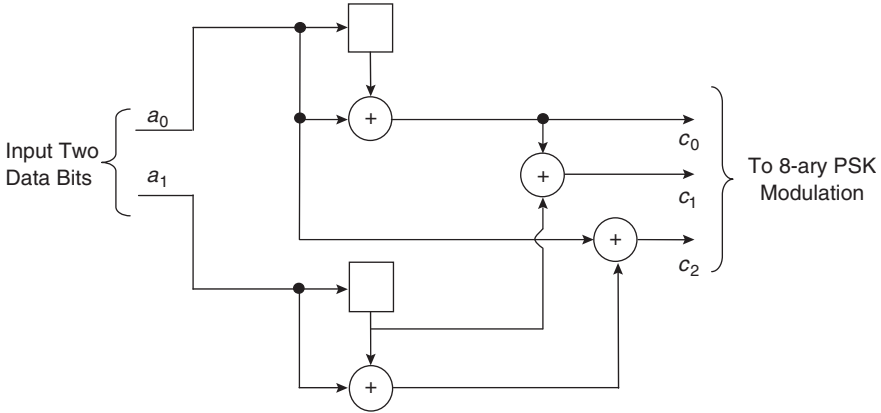 a0
Input Two
Data Bits
a1
+
+
+
+
c0
c1
c2
To 8-ary PSK
Modulation